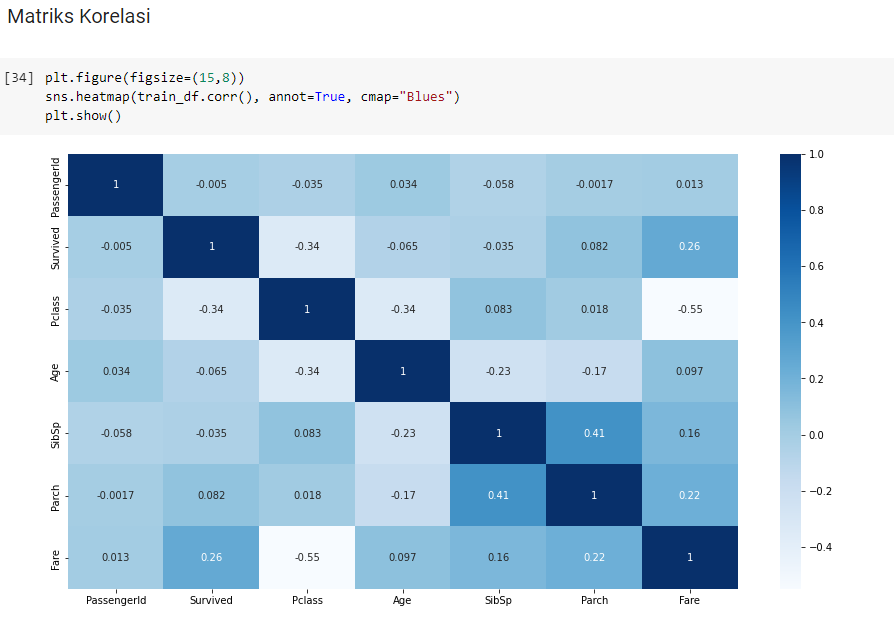 Matriks Korelasi
[34] plt.figure(figsize=(15,8))
sns.heatmap(train_df.corr(), annot=True, cmap="Blues")
plt.show()
PassengerId 1 -0.005 -0.035 0.034 -0.058 -0.0017 0.013
Survived -0.005 1 -0.34 -0.065 -0.035 0.082 0.26
Pclass -0.035 -0.34 1 -0.34 0.083 0.018 -0.55
Age 0.034 -0.065 -0.34 1 -0.23 -0.17 0.097
SibSp -0.058 -0.035 0.083 -0.23 1 0.41 0.16
Parch -0.0017 0.082 0.018 -0.17 0.41 1 0.22
Fare 0.013 0.26 -0.55 0.097 0.16 0.22 1
PassengerId Survived Pclass Age SibSp Parch Fare
1.0
0.8
0.6
0.4
0.2
0.0
−0.2
−0.4